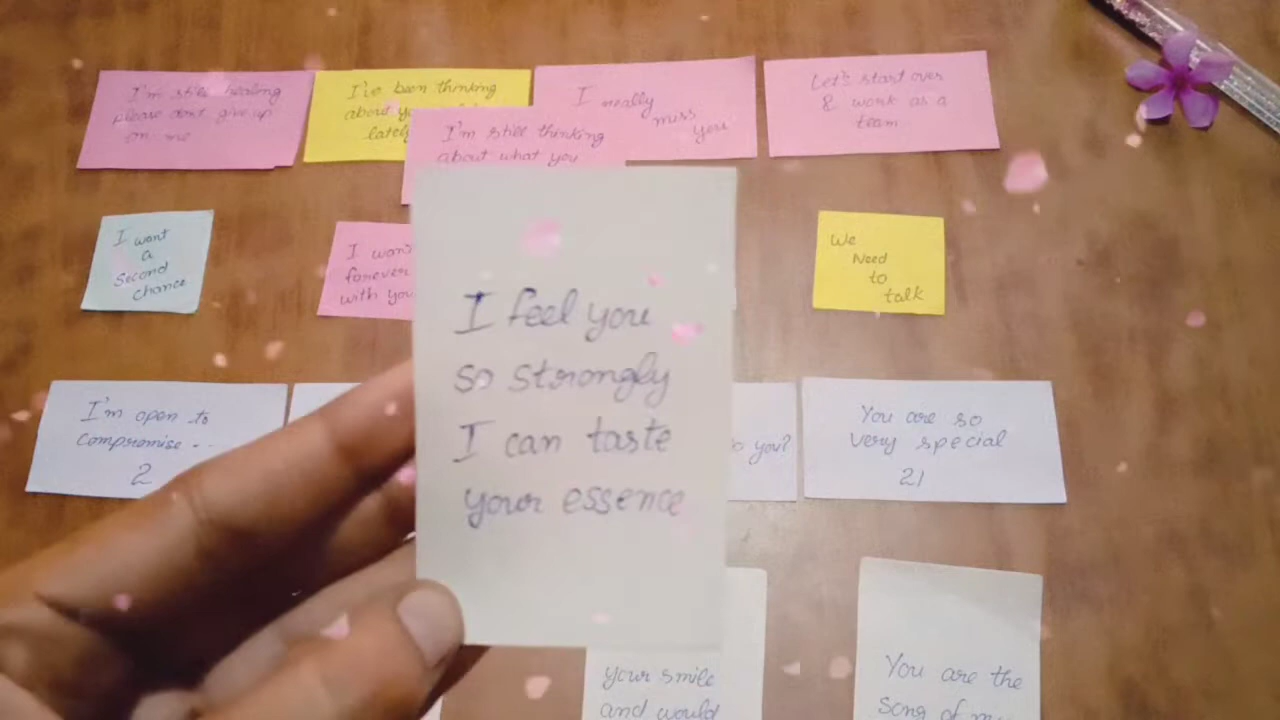 I'm still healing
please don't give up
on me
I've been thinking
about
lately
I really
miss
you
Let's start over
& work as a
team
I'm still thinking
about what you
I want
a
Second
chance
I
forever
with you
We
Need
to
talk
I feel you
so strongly
I can taste
your essence
I'm open to
compromise - -
2
you?
You are so
very special
21
your smile
and would
You are the
song of